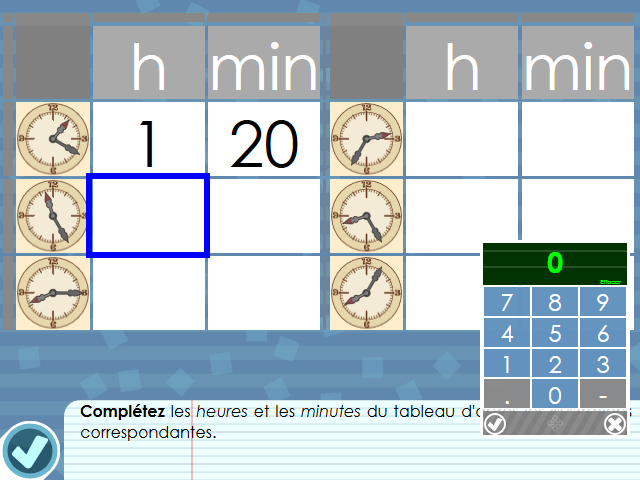 h min h min
1 20
0
Effacer
7 8 9
4 5 6
1 2 3
. 0 -
Complétez les heures et les minutes du tableau d'
correspondantes.